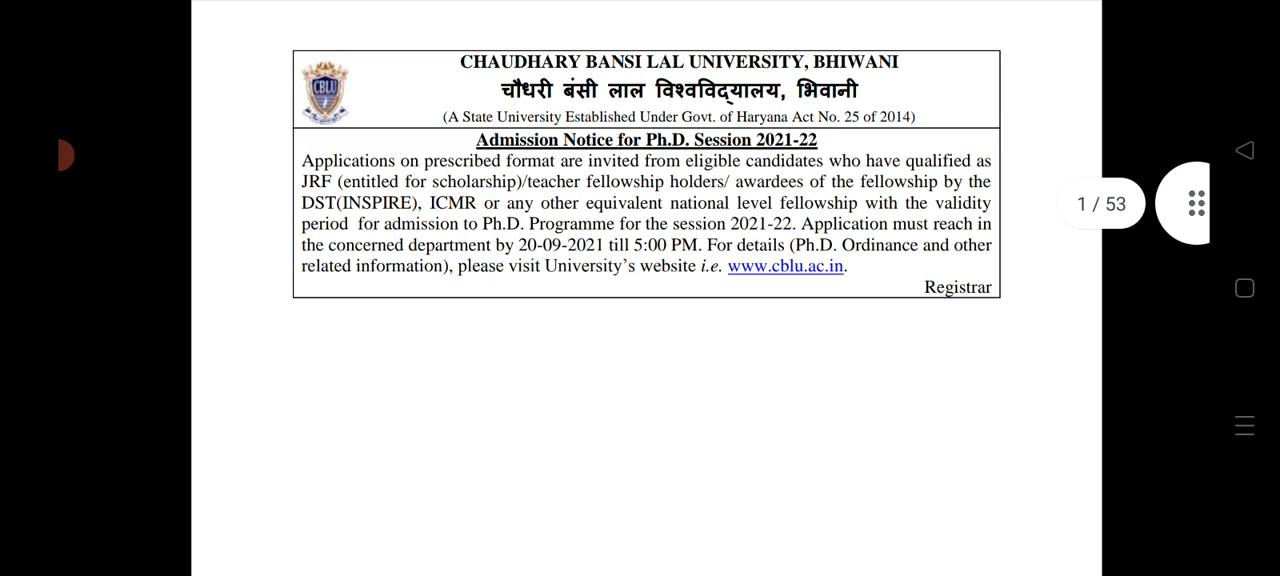 CHAUDHARY BANSI LAL UNIVERSITY, BHIWANI
चौधरी बंसी लाल विश्वविद्यालय, भिवानी
(A State University Established Under Govt. of Haryana Act No. 25 of 2014)
CBLU
Admission Notice for Ph.D. Session 2021-22
Applications on prescribed format are invited from eligible candidates who have qualified as
JRF (entitled for scholarship)/teacher fellowship holders/ awardees of the fellowship by the
DST(INSPIRE), ICMR or any other equivalent national level fellowship with the validity
period for admission to Ph.D. Programme for the session 2021-22. Application must reach in
the concerned department by 20-09-2021 till 5:00 PM. For details (Ph.D. Ordinance and other
related information), please visit University's website i.e. www.cblu.ac.in.
Registrar
1 / 53